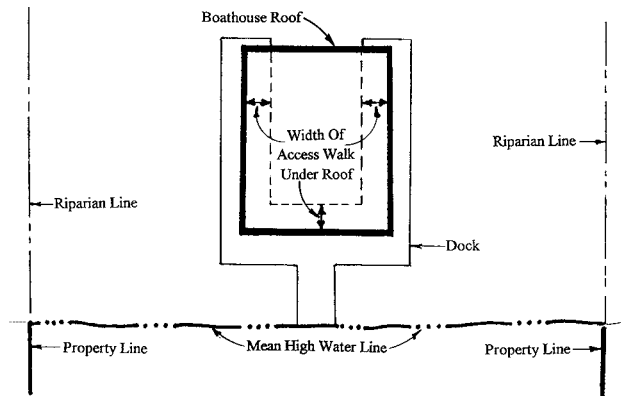 Boathouse Roof
Width Of
Access Walk
Under Roof
Riparian Line
Riparian Line
Dock
Property Line
Mean High Water Line
Property Line